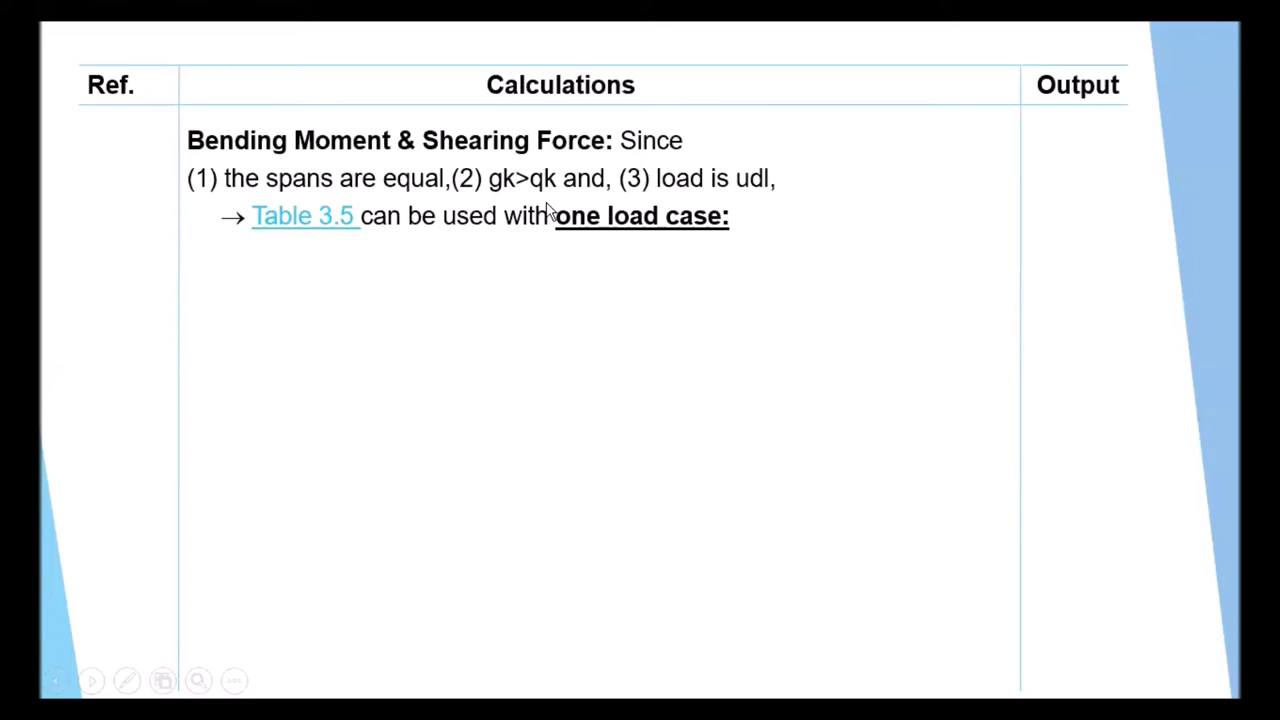 Ref. Calculations Output
Bending Moment & Shearing Force: Since
(1) the spans are equal,(2) gk>qk and, (3) load is udl,
→ Table 3.5 can be used with one load case: